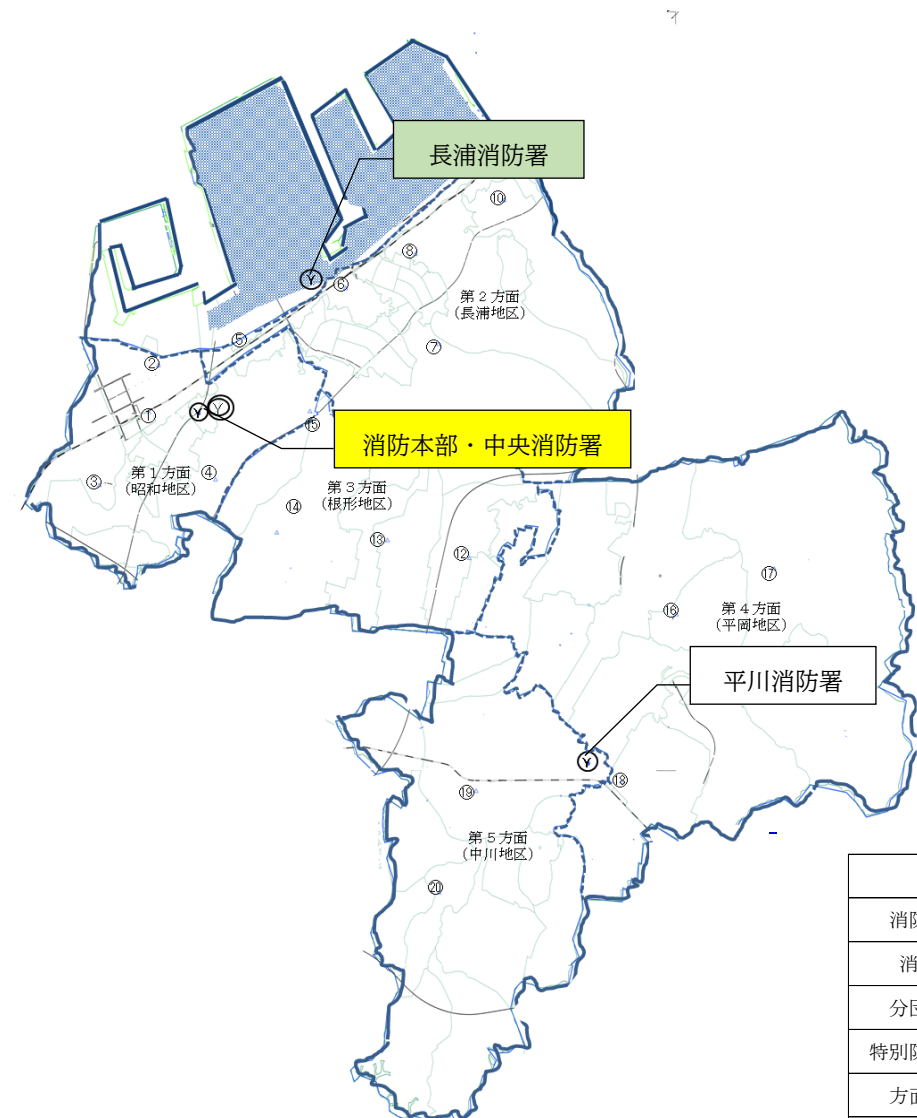 長浦消防署
⑩
⑧
⑥
第2方面
(長浦地区)
⑤
⑦
②
①
Y
Y
Y
⑮
消防本部・中央消防署
③
第1方面
(昭和地区)
④
第3方面
(根形地区)
⑭
⑬
⑫
⑰
⑯
第4方面
(平岡地区)
平川消防署
Y
⑱
⑲
第5方面
(中川地区)
⑳
消防
消
分団
特別防
方面